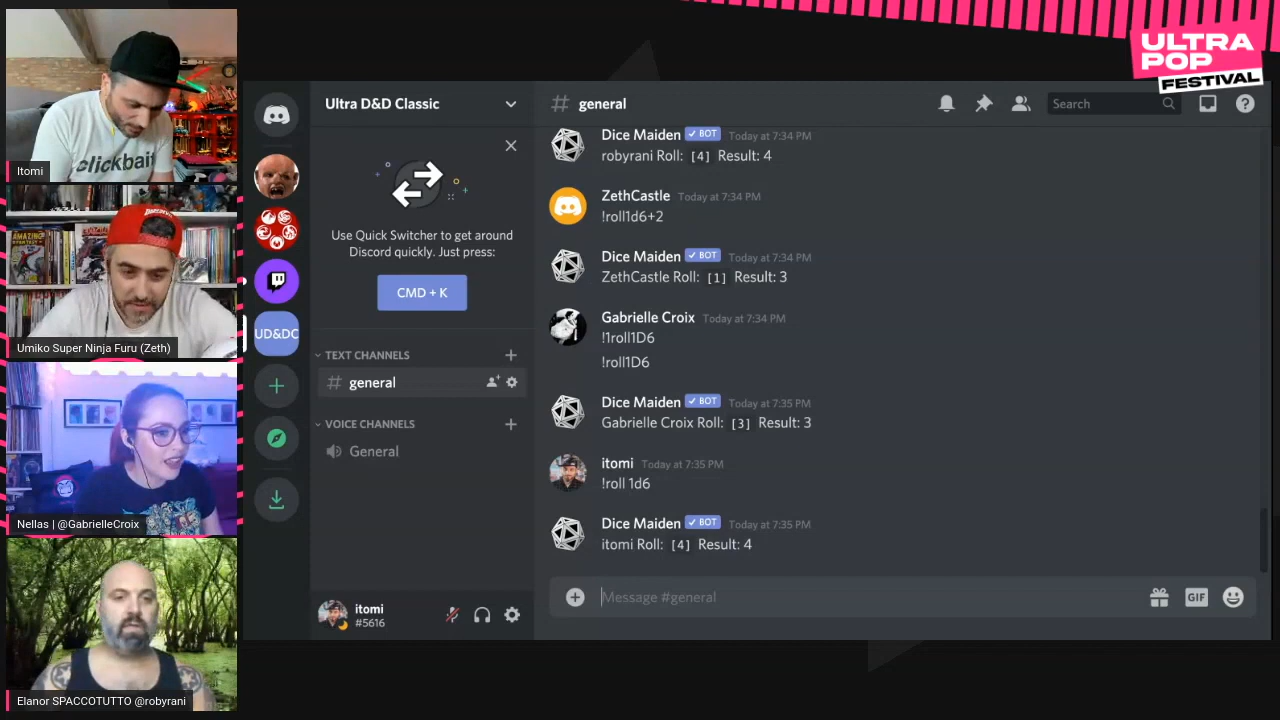 ULTRA
POP
FESTIVAL
clickbait
Itomi
AMAZING
FANTASY
Umiko Super Ninja Furu (Zeth)
Nellas | @GabrielleCroix
Elanor SPACCOTUTTO @robyrani
UD&DC
Ultra D&D Classic
Use Quick Switcher to get around
Discord quickly. Just press:
CMD + K
TEXT CHANNELS
# general
VOICE CHANNELS
General
itomi
#5616
# general
Search
Dice Maiden ✓ BOT Today at 7:34 PM
robyrani Roll: [4] Result: 4
ZethCastle Today at 7:34 PM
!roll1d6+2
Dice Maiden ✓ BOT Today at 7:34 PM
ZethCastle Roll: [1] Result: 3
Gabrielle Croix Today at 7:34 PM
!1roll1D6
!roll1D6
Dice Maiden ✓ BOT Today at 7:35 PM
Gabrielle Croix Roll: [3] Result: 3
itomi Today at 7:35 PM
!roll 1d6
Dice Maiden ✓ BOT Today at 7:35 PM
itomi Roll: [4] Result: 4
Message #general
GIF